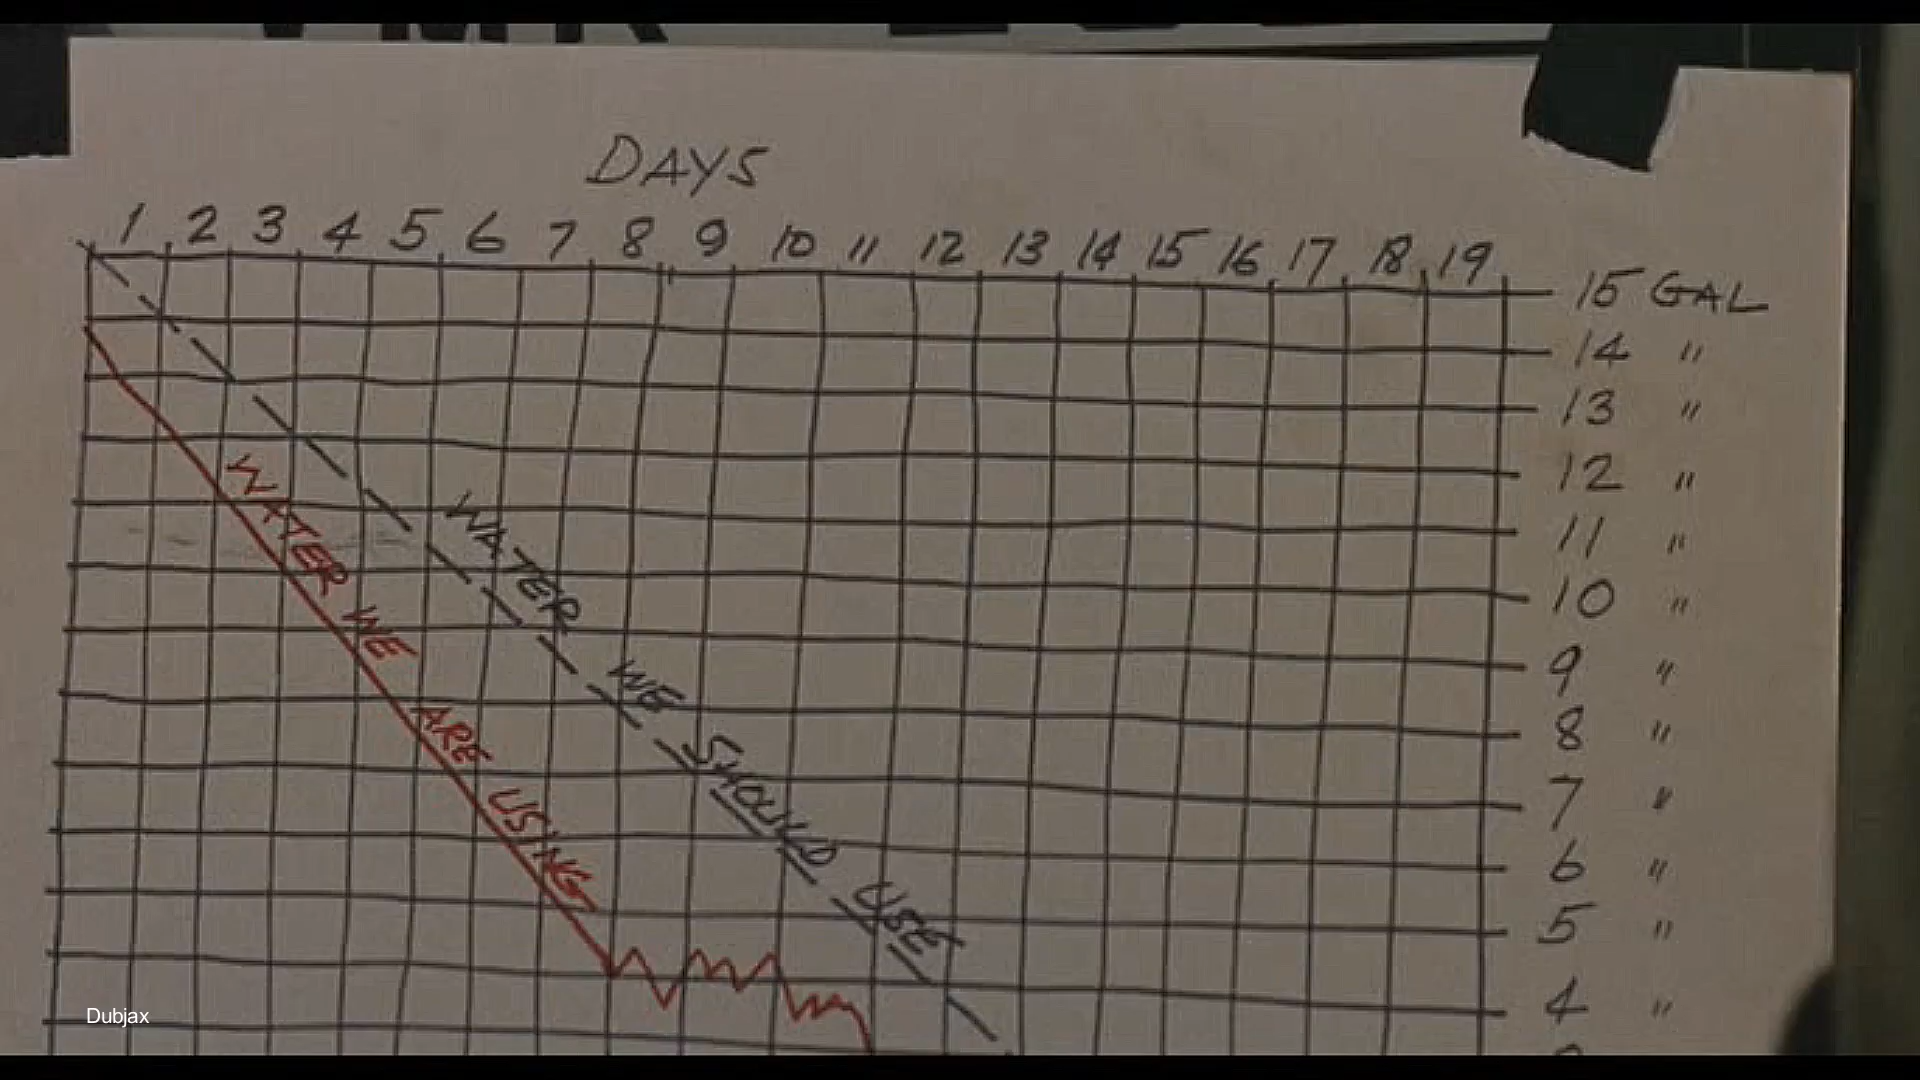 DAYS
1 2 3 4 5 6 7 8 9 10 11 12 13 14 15 16 17 18 19
15 GAL
14 "
13 "
12 "
11 "
10 "
9 "
8 "
7 "
6 "
5 "
4 "
WATER WE ARE USING
WATER WE SHOULD USE
Dubjax